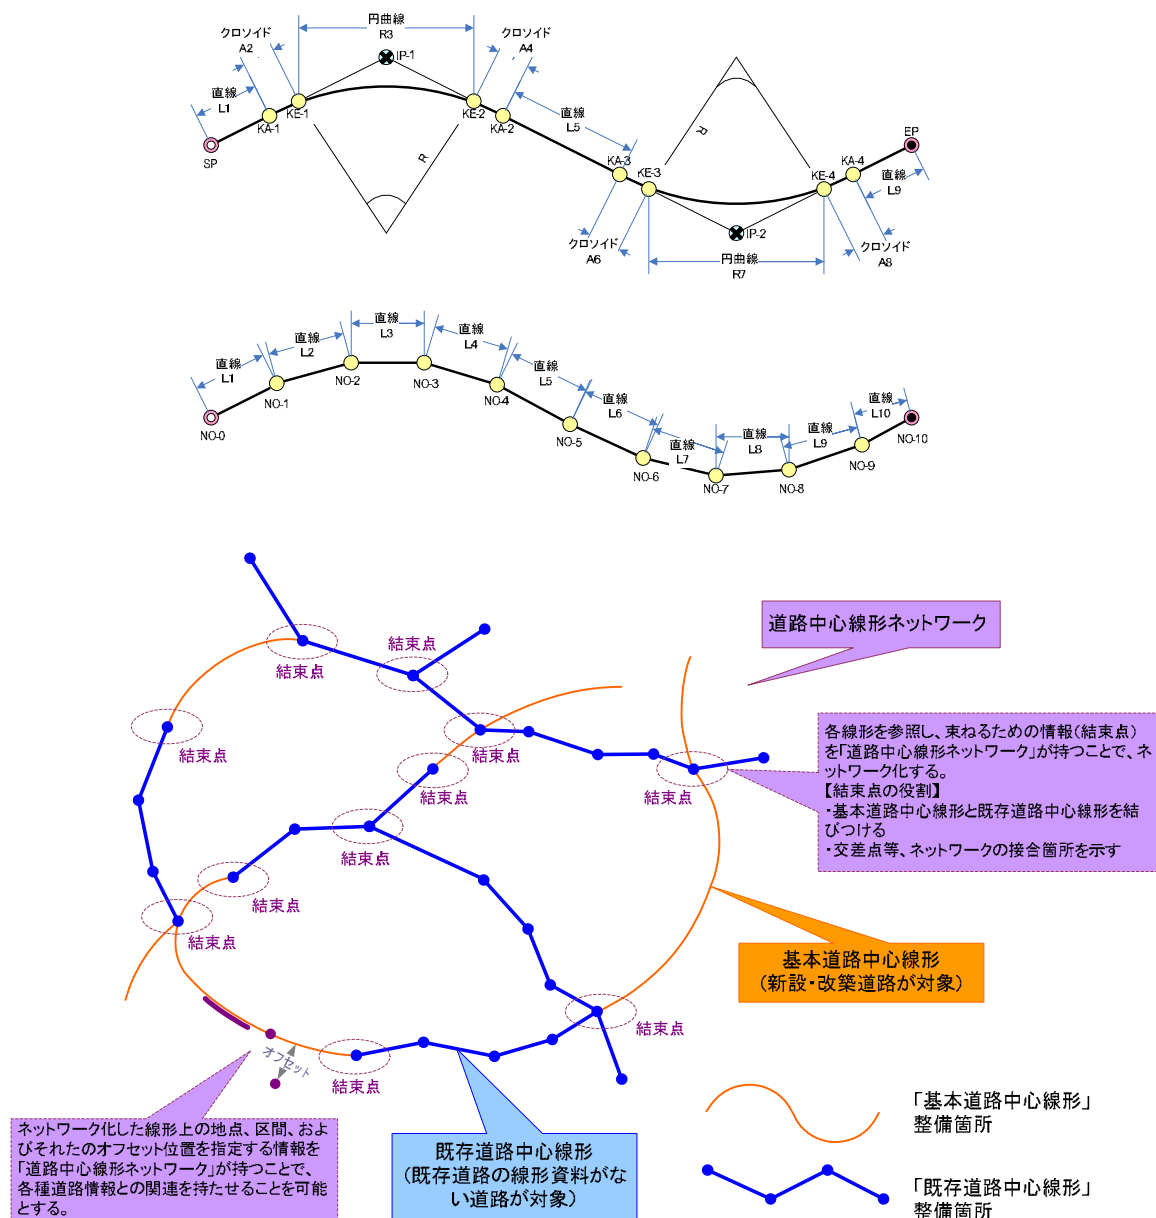 円曲線
R3
クロソイド
A2
クロソイド
A4
IP-1
直線
L1
KE-1
KE-2
直線
L5
KA-1
KA-2
R
R
SP
EP
KA-3
KA-4
KE-3
KE-4
直線
L9
IP-2
クロソイド
A6
円曲線
R7
クロソイド
A8
直線
L1
直線
L2
直線
L3
直線
L4
直線
L5
直線
L6
直線
L7
直線
L8
直線
L9
直線
L10
NO-0
NO-1
NO-2
NO-3
NO-4
NO-5
NO-6
NO-7
NO-8
NO-9
NO-10
道路中心線形ネットワーク
結束点
結束点
結束点
結束点
結束点
結束点
結束点
結束点
結束点
結束点
結束点
各線形を参照し、束ねるための情報(結束点)
を「道路中心線形ネットワーク」が持つことで、ネ
ットワーク化する。
【結束点の役割】
・基本道路中心線形と既存道路中心線形を結
びつける
・交差点等、ネットワークの接合箇所を示す
基本道路中心線形
(新設・改築道路が対象)
オフセット
ネットワーク化した線形上の地点、区間、およ
びそれたのオフセット位置を指定する情報を
「道路中心線形ネットワーク」が持つことで、
各種道路情報との関連を持たせることを可能
とする。
既存道路中心線形
(既存道路の線形資料がな
い道路が対象)
「基本道路中心線形」
整備箇所
「既存道路中心線形」
整備箇所